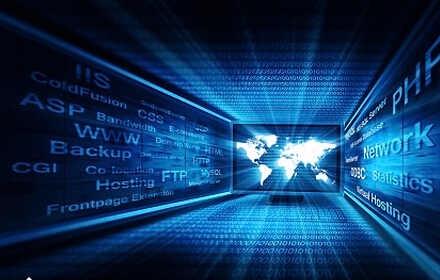 IIS
ColdFusion
CSS
ASP
Bandwidth
WWW
Backup
HTML
HTTP
CGI
Co-location
FTP
MySQL
Hosting
Frontpage Extension
PHP
Network
ODBC
Statistics
Virtual Hosting